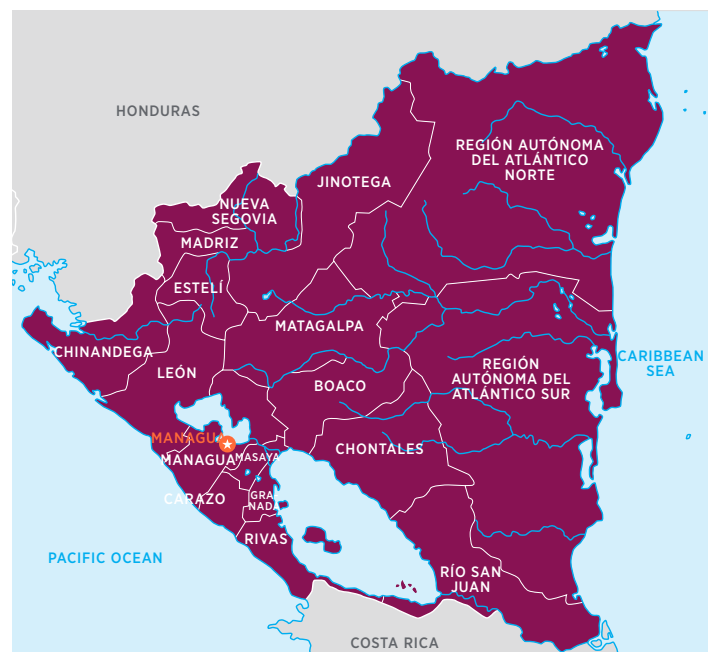 HONDURAS
REGIÓN AUTÓNOMA
DEL ATLÁNTICO
NORTE
JINOTEGA
NUEVA
SEGOVIA
MADRIZ
ESTELÍ
MATAGALPA
CHINANDEGA
LEÓN
BOACO
REGIÓN
AUTÓNOMA DEL
ATLÁNTICO SUR
CARIBBEAN
SEA
MANAGUA
MANAGUA
MASAYA
CHONTALES
CARAZO
GRA
NADA
RIVAS
PACIFIC OCEAN
RÍO SAN
JUAN
COSTA RICA